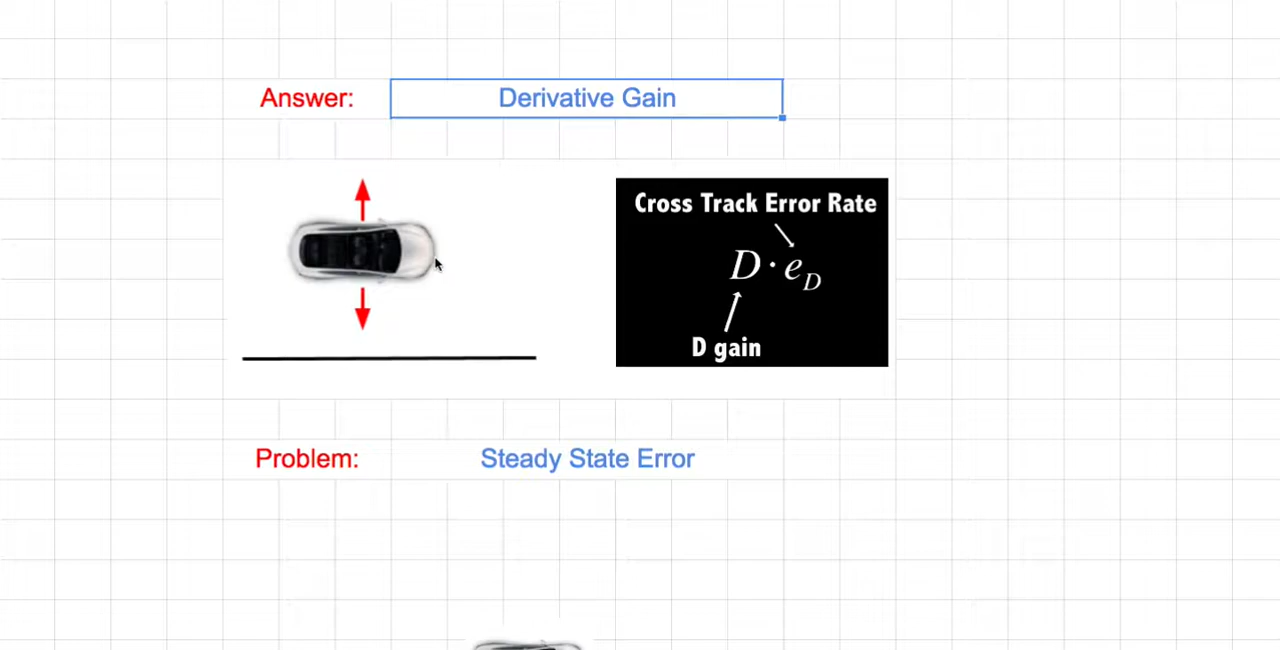 Answer: Derivative Gain
Cross Track Error Rate
D · e_D
D gain
Problem: Steady State Error